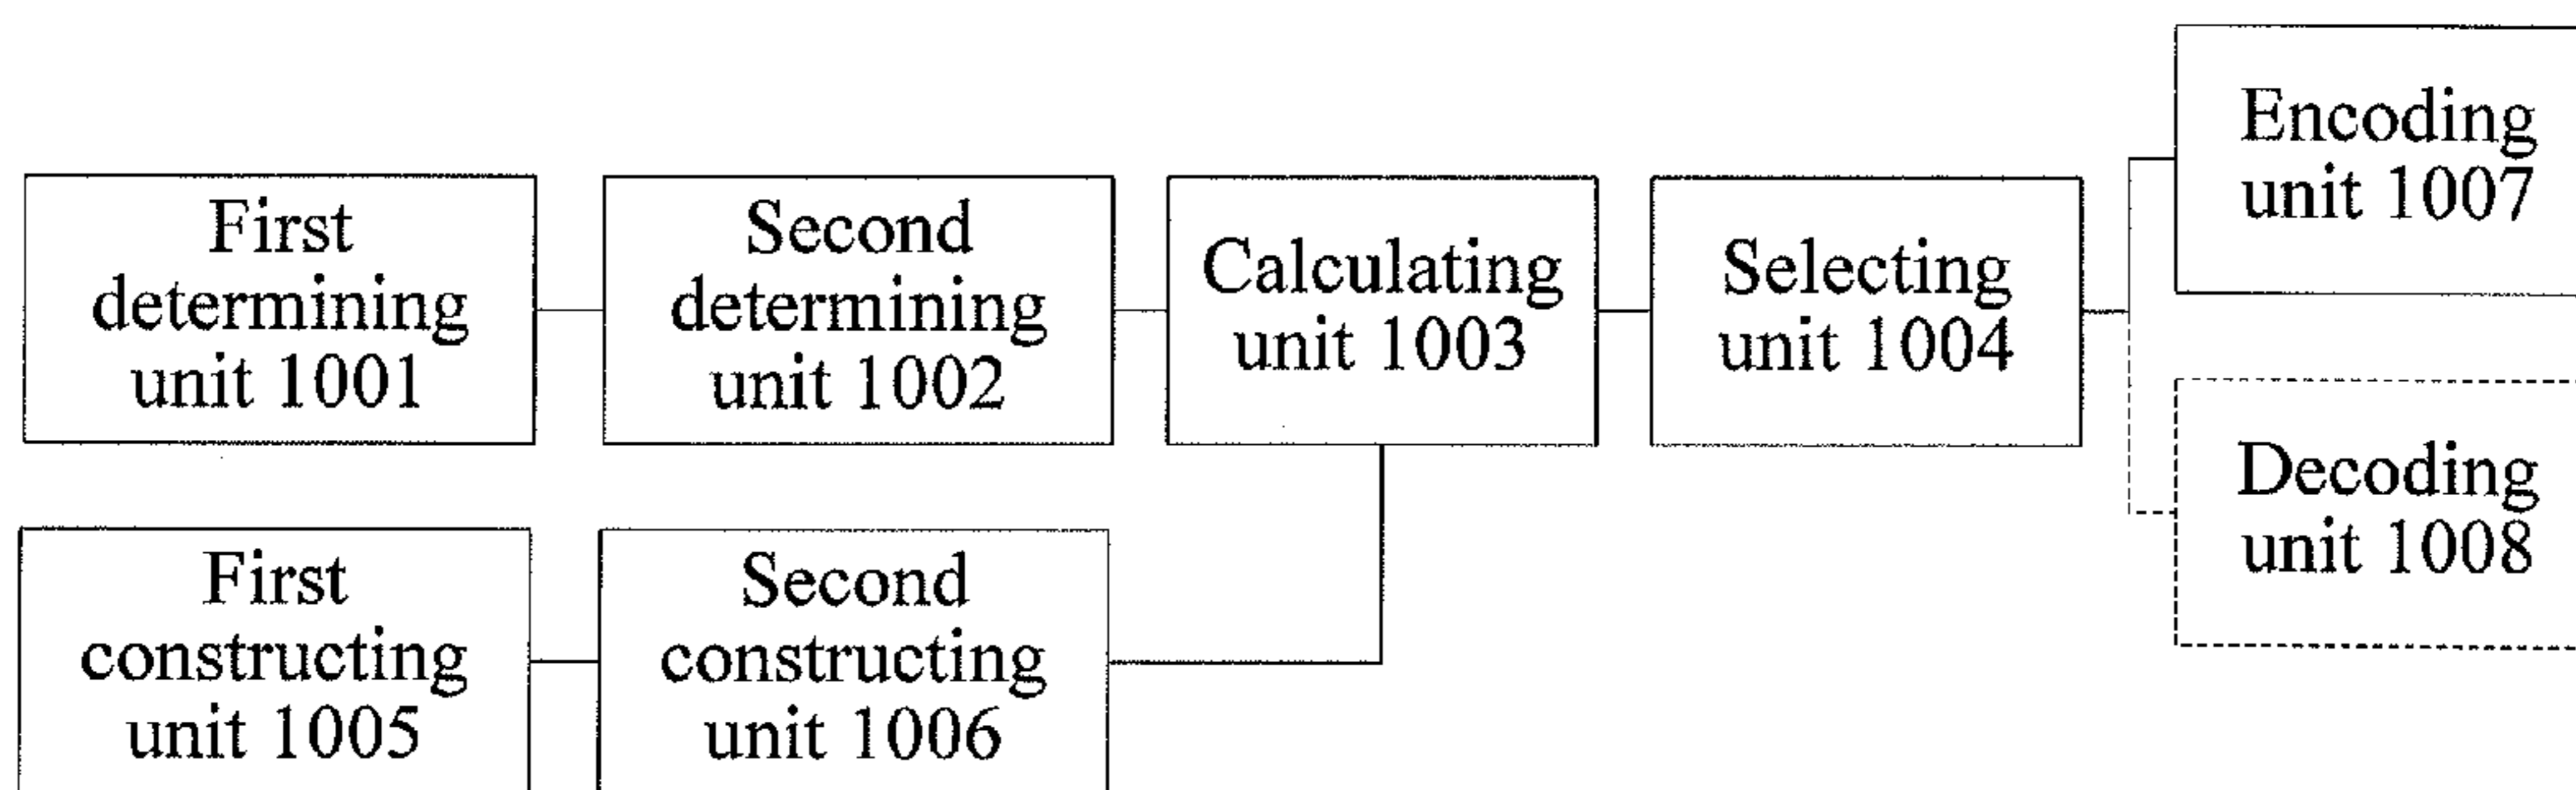 First
determining
unit 1001
Second
determining
unit 1002
Calculating
unit 1003
Selecting
unit 1004
Encoding
unit 1007
Decoding
unit 1008
First
constructing
unit 1005
Second
constructing
unit 1006